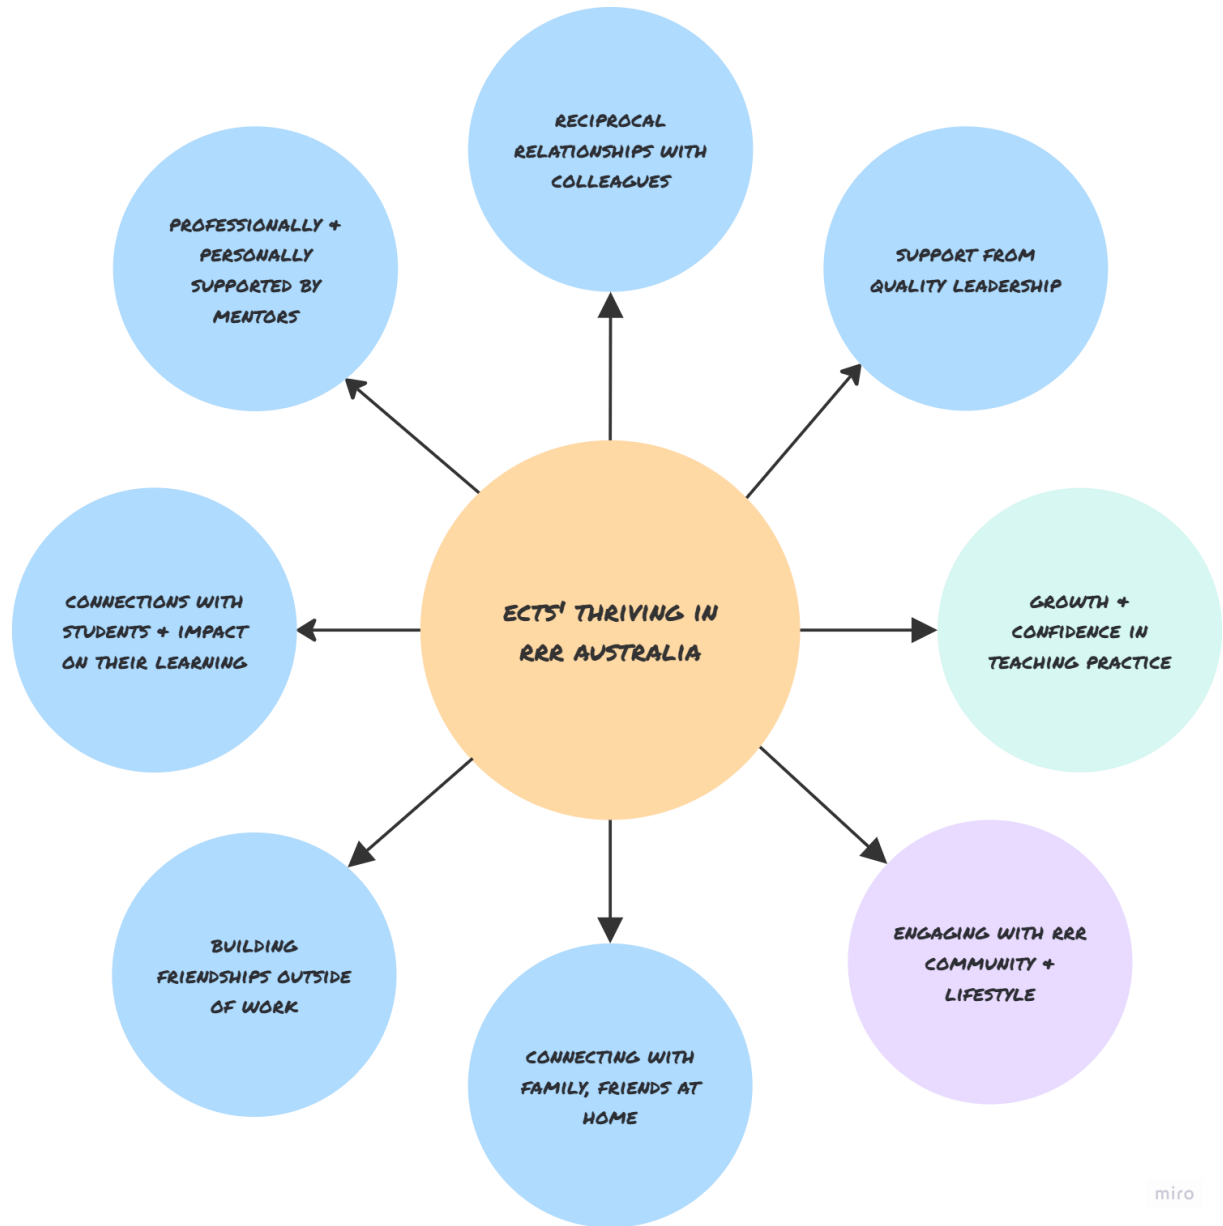 RECIPROCAL
RELATIONSHIPS WITH
COLLEAGUES
PROFESSIONALLY &
PERSONALLY
SUPPORTED BY
MENTORS
SUPPORT FROM
QUALITY LEADERSHIP
CONNECTIONS WITH
STUDENTS & IMPACT
ON THEIR LEARNING
ECTS' THRIVING IN
RRR AUSTRALIA
GROWTH &
CONFIDENCE IN
TEACHING PRACTICE
BUILDING
FRIENDSHIPS OUTSIDE
OF WORK
ENGAGING WITH RRR
COMMUNITY &
LIFESTYLE
CONNECTING WITH
FAMILY, FRIENDS AT
HOME
miro